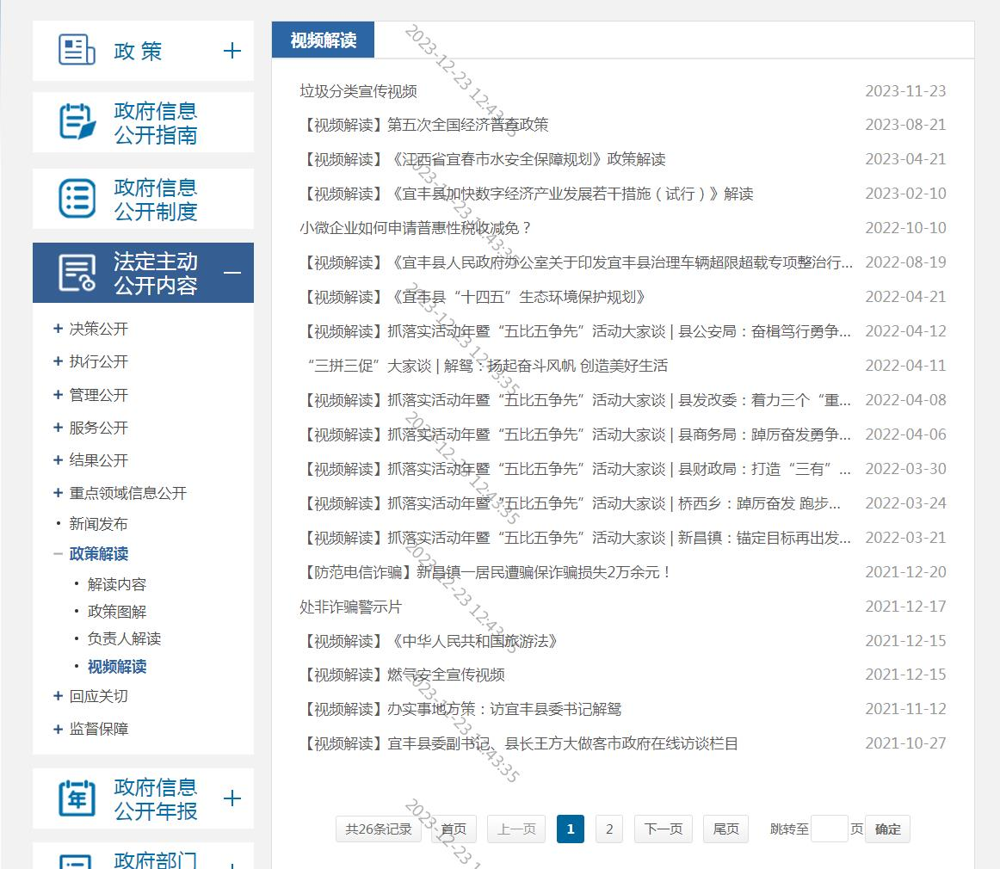 政 策
政府信息
公开指南
政府信息
公开制度
法定主动
公开内容
决策公开
执行公开
管理公开
服务公开
结果公开
重点领域信息公开
新闻发布
政策解读
解读内容
政策图解
负责人解读
视频解读
回应关切
监督保障
年
政府信息
公开年报
政府部门
视频解读
垃圾分类宣传视频 2023-11-23
【视频解读】第五次全国经济普查政策 2023-08-21
【视频解读】《江西省宜春市水安全保障规划》政策解读 2023-04-21
【视频解读】《宜丰县加快数字经济产业发展若干措施（试行）》解读 2023-02-10
小微企业如何申请普惠性税收减免？ 2022-10-10
【视频解读】《宜丰县人民政府办公室关于印发宜丰县治理车辆超限超载专项整治行... 2022-08-19
【视频解读】《宜丰县“十四五”生态环境保护规划》 2022-04-21
【视频解读】抓落实活动年暨“五比五争先”活动大家谈 | 县公安局：奋楫笃行勇争... 2022-04-12
“三拼三促”大家谈 | 解鸳：扬起奋斗风帆 创造美好生活 2022-04-11
【视频解读】抓落实活动年暨“五比五争先”活动大家谈 | 县发改委：着力三个“重... 2022-04-08
【视频解读】抓落实活动年暨“五比五争先”活动大家谈 | 县商务局：踔厉奋发勇争... 2022-04-06
【视频解读】抓落实活动年暨“五比五争先”活动大家谈 | 县财政局：打造“三有”... 2022-03-30
【视频解读】抓落实活动年暨“五比五争先”活动大家谈 | 桥西乡：踔厉奋发 跑步... 2022-03-24
【视频解读】抓落实活动年暨“五比五争先”活动大家谈 | 新昌镇：锚定目标再出发... 2022-03-21
【防范电信诈骗】新昌镇一居民遭骗保诈骗损失2万余元！ 2021-12-20
处非诈骗警示片 2021-12-17
【视频解读】《中华人民共和国旅游法》 2021-12-15
【视频解读】燃气安全宣传视频 2021-12-15
【视频解读】办实事地方策：访宜丰县委书记解鸳 2021-11-12
【视频解读】宜丰县委副书记、县长王方大做客市政府在线访谈栏目 2021-10-27
共26条记录 首页 上一页 1 2 下一页 尾页 跳转至 页 确定
2023-12-23 12:43:35
2023-12-23 12:43:35
2023-12-23 12:43:35
2023-12-23 12:43:35
2023-12-23 12:43:35
2023-12-23 12:43:35
2023-12-23 1